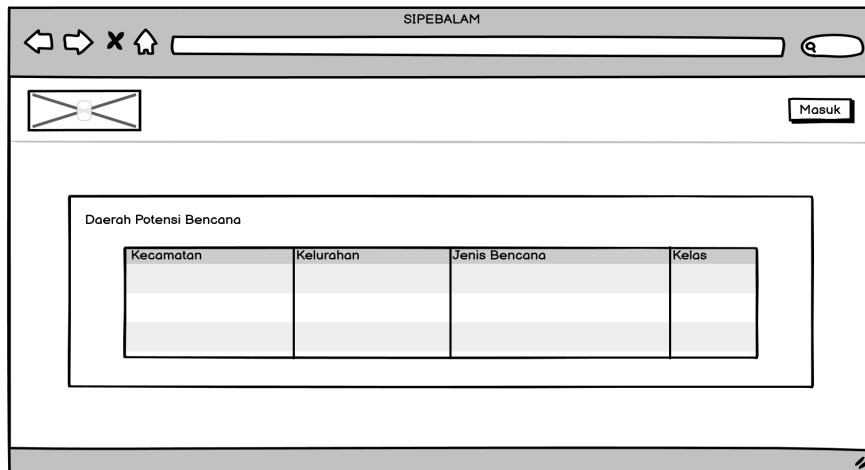 SIPEBALAM
Masuk
Daerah Potensi Bencana
Kecamatan Kelurahan Jenis Bencana Kelas